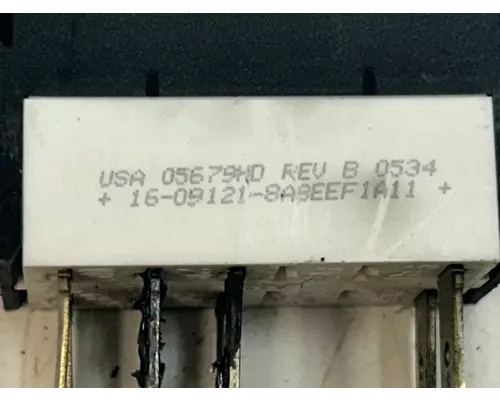 USA 05679HD REV B 0534
+ 16-09121-8A9EEF1A11 +